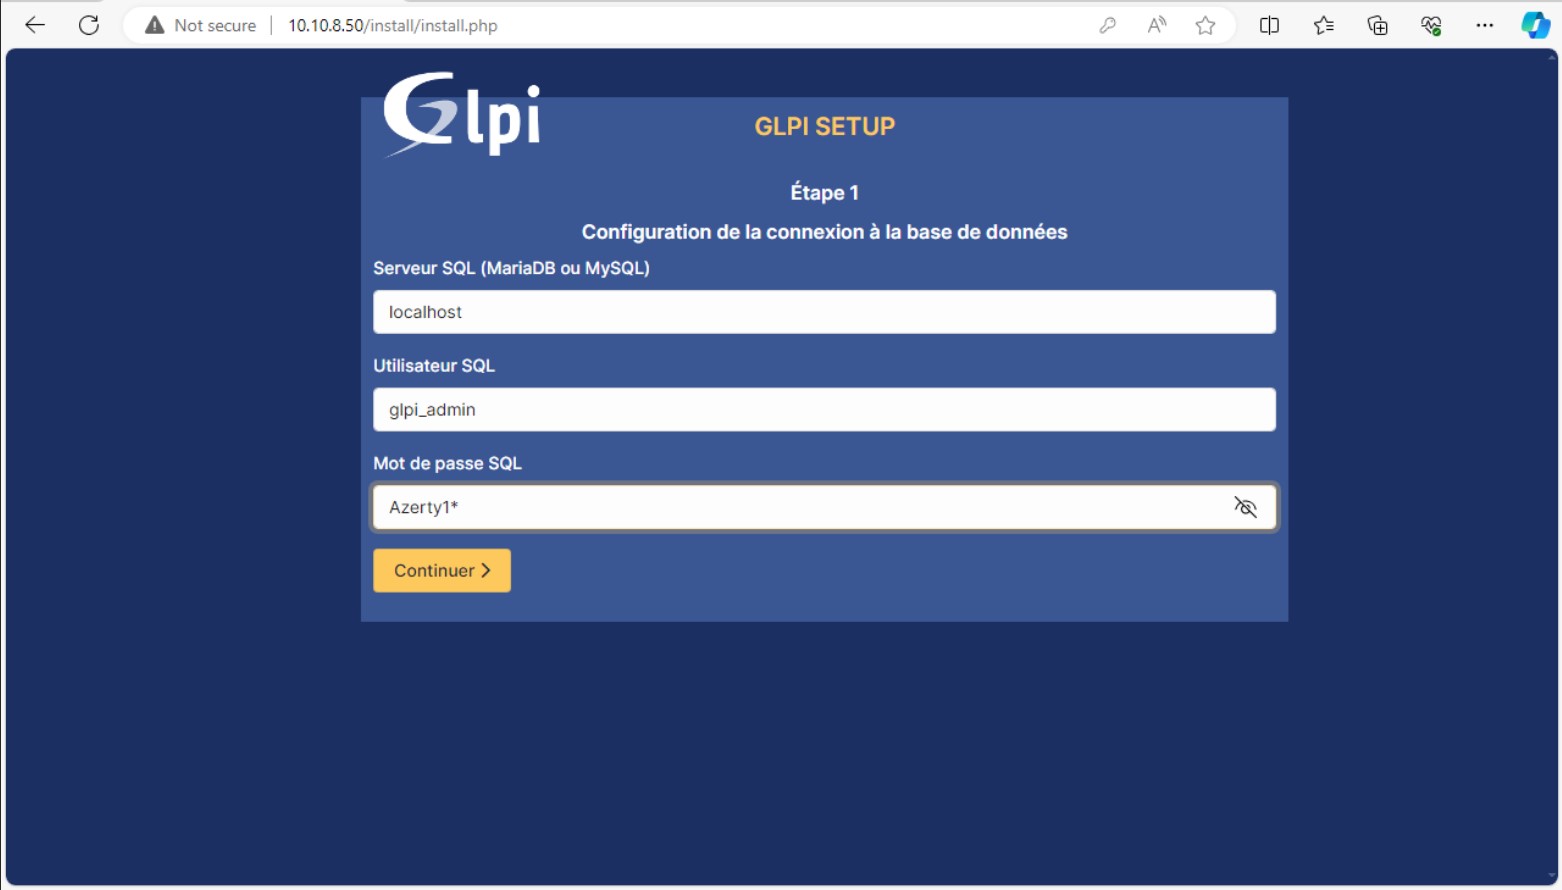 Not secure
10.10.8.50/install/install.php
Glpi
GLPI SETUP
Étape 1
Configuration de la connexion à la base de données
Serveur SQL (MariaDB ou MySQL)
localhost
Utilisateur SQL
glpi_admin
Mot de passe SQL
Azerty1*
Continuer